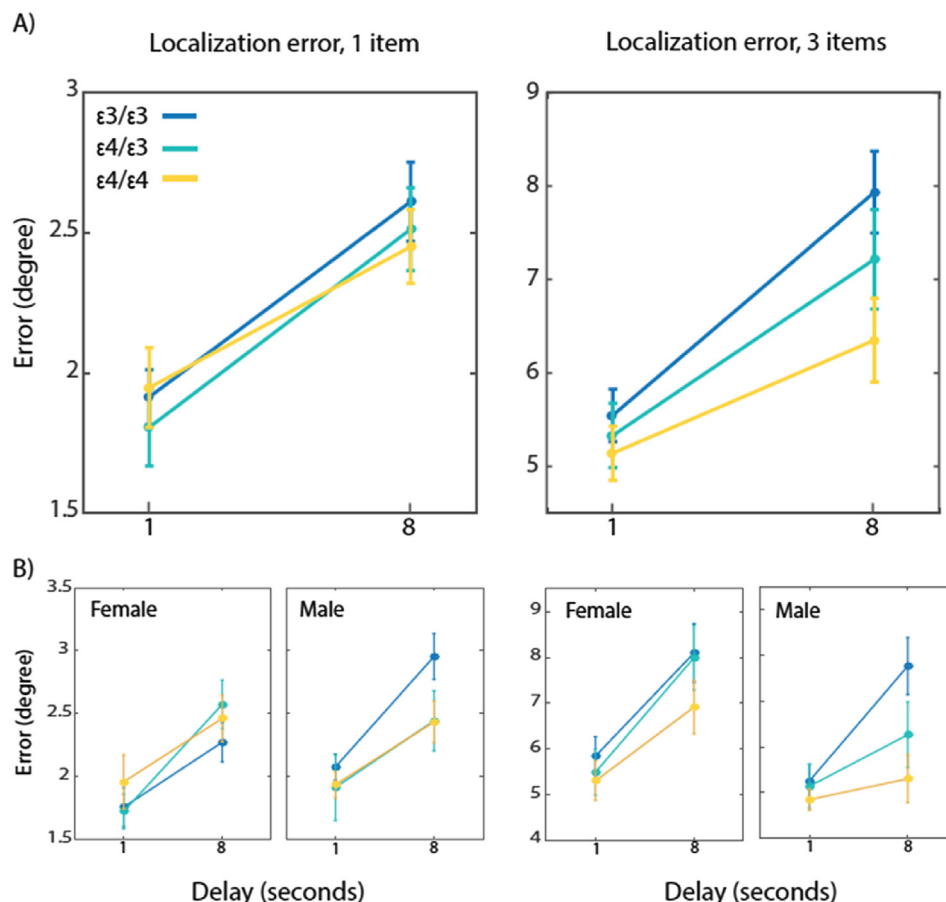 A)
Localization error, 1 item
Localization error, 3 items
3
2.5
2
1.5
ε3/ε3
ε4/ε3
ε4/ε4
Error (degree)
1
8
9
8
7
6
5
1
8
B)
3.5
3
2.5
2
1.5
Error (degree)
Female
1
8
Male
1
8
9
8
7
6
5
4
Female
1
8
Male
1
8
Delay (seconds)
Delay (seconds)